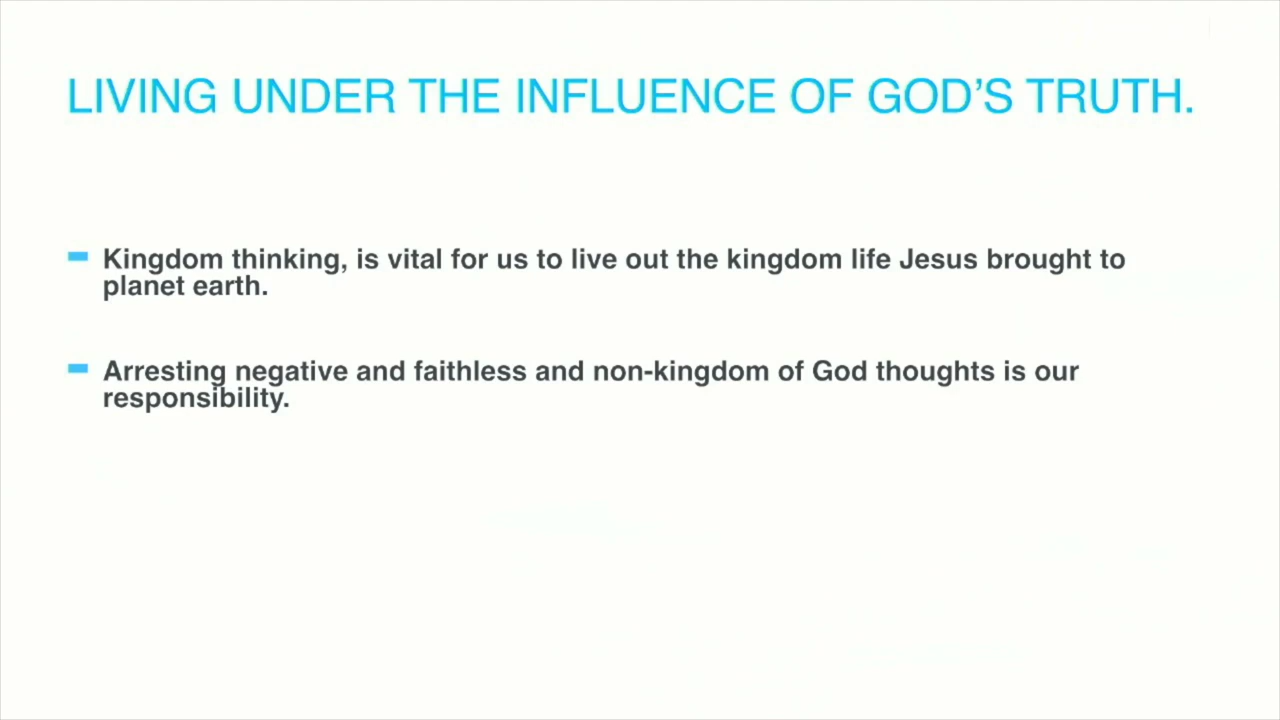 LIVING UNDER THE INFLUENCE OF GOD’S TRUTH.
Kingdom thinking, is vital for us to live out the kingdom life Jesus brought to
planet earth.
Arresting negative and faithless and non-kingdom of God thoughts is our
responsibility.